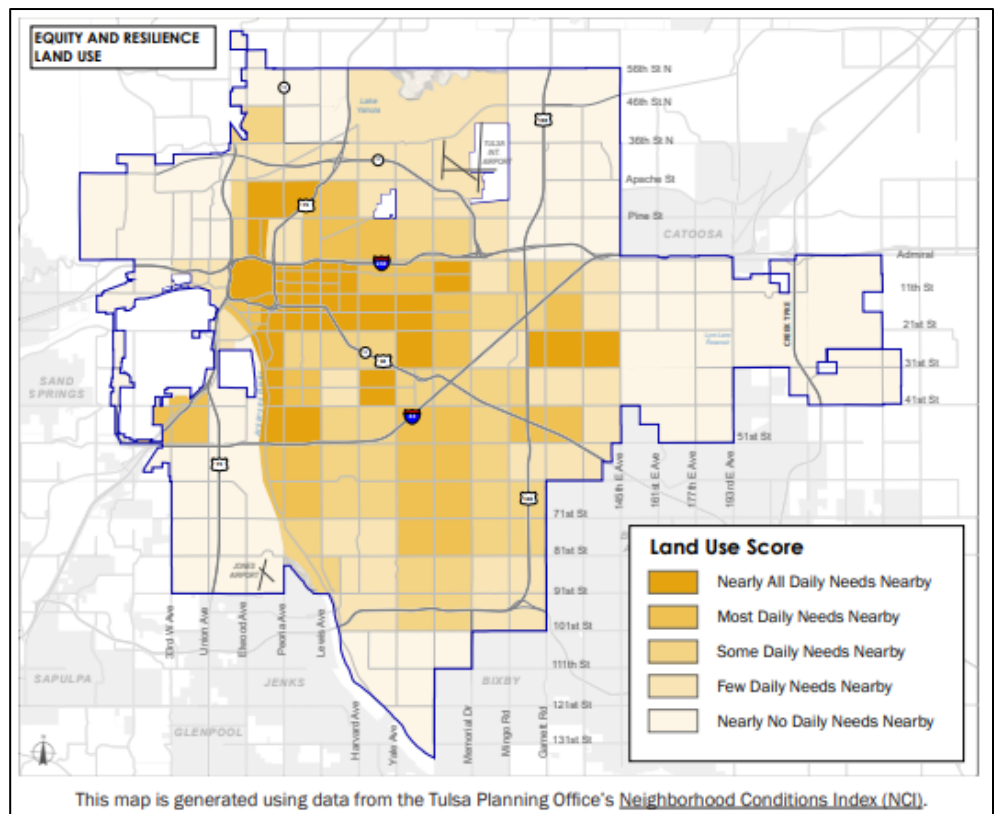 EQUITY AND RESILIENCE
LAND USE
56th St N
46th St N
36th St N
Apache St
Pine St
CATOOSA
Admiral
11th St
21st St
31st St
41st St
51st St
Lake
Yahola
TULSA
INT.
AIRPORT
SAND
SPRINGS
CREEK TPKE
145th E Ave
161st E Ave
177th E Ave
193rd E Ave
71st St
81st St
91st St
101st St
111th St
121st St
131st St
JONES
AIRPORT
33rd W Ave
Union Ave
Elwood Ave
Peoria Ave
Lewis Ave
Harvard Ave
Yale Ave
Memorial Dr
Mingo Rd
Garnett Rd
SAPULPA
JENKS
BIXBY
GLENPOOL
Land Use Score
Nearly All Daily Needs Nearby
Most Daily Needs Nearby
Some Daily Needs Nearby
Few Daily Needs Nearby
Nearly No Daily Needs Nearby
This map is generated using data from the Tulsa Planning Office's Neighborhood Conditions Index (NCI).